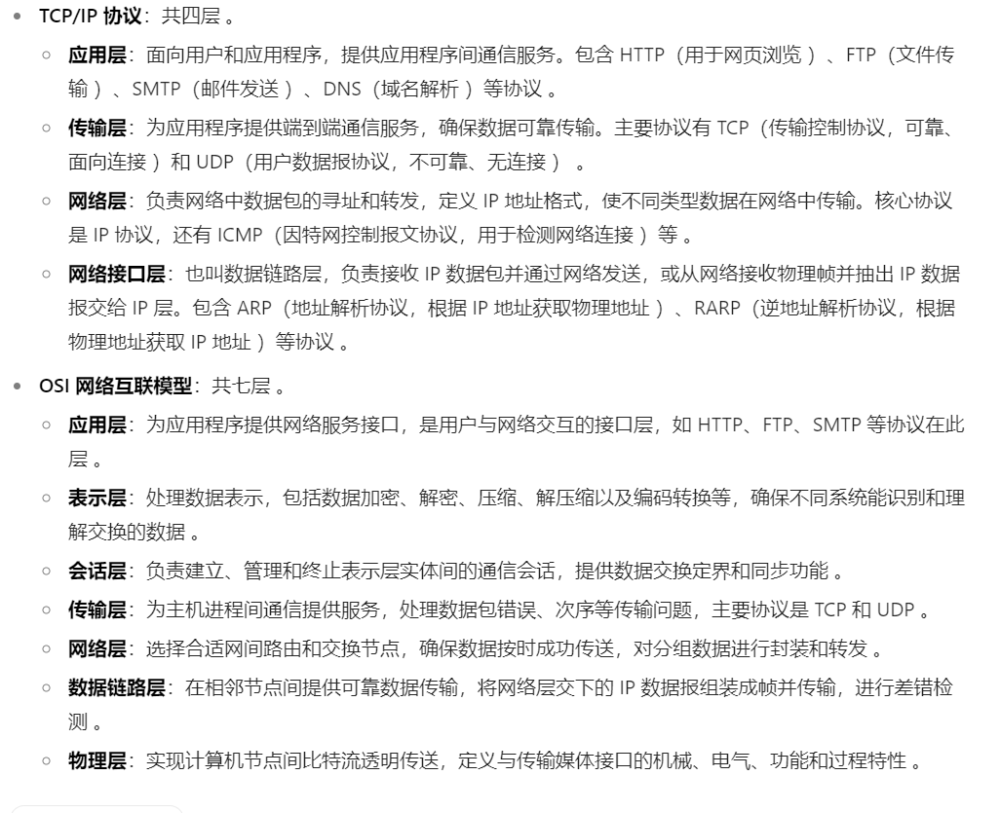 TCP/IP 协议：共四层 。
应用层：面向用户和应用程序，提供应用程序间通信服务。包含 HTTP（用于网页浏览 ）、FTP（文件传
输 ）、SMTP（邮件发送 ）、DNS（域名解析 ）等协议 。
传输层：为应用程序提供端到端通信服务，确保数据可靠传输。主要协议有 TCP（传输控制协议，可靠、
面向连接 ）和 UDP（用户数据报协议，不可靠、无连接 ） 。
网络层：负责网络中数据包的寻址和转发，定义 IP 地址格式，使不同类型数据在网络中传输。核心协议
是 IP 协议，还有 ICMP（因特网控制报文协议，用于检测网络连接 ）等 。
网络接口层：也叫数据链路层，负责接收 IP 数据包并通过网络发送，或从网络接收物理帧并抽出 IP 数据
报交给 IP 层。包含 ARP（地址解析协议，根据 IP 地址获取物理地址 ）、RARP（逆地址解析协议，根据
物理地址获取 IP 地址 ）等协议 。
OSI 网络互联模型：共七层 。
应用层：为应用程序提供网络服务接口，是用户与网络交互的接口层，如 HTTP、FTP、SMTP 等协议在此
层 。
表示层：处理数据表示，包括数据加密、解密、压缩、解压缩以及编码转换等，确保不同系统能识别和理
解交换的数据 。
会话层：负责建立、管理和终止表示层实体间的通信会话，提供数据交换定界和同步功能 。
传输层：为主机进程间通信提供服务，处理数据包错误、次序等传输问题，主要协议是 TCP 和 UDP 。
网络层：选择合适网间路由和交换节点，确保数据按时成功传送，对分组数据进行封装和转发 。
数据链路层：在相邻节点间提供可靠数据传输，将网络层交下的 IP 数据报组装成帧并传输，进行差错检
测 。
物理层：实现计算机节点间比特流透明传送，定义与传输媒体接口的机械、电气、功能和过程特性 。